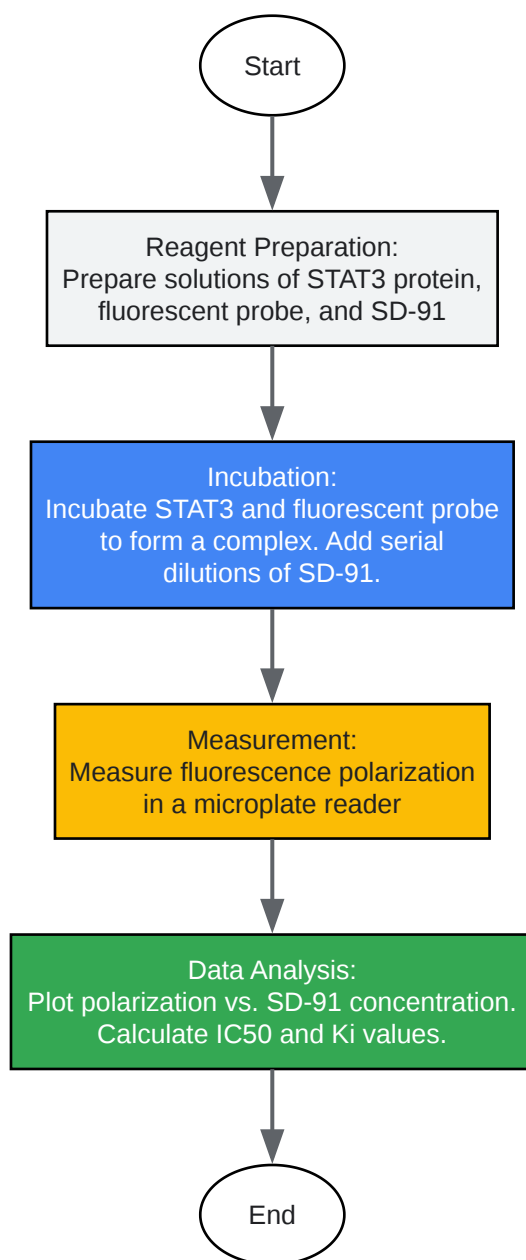 Start
Reagent Preparation:
Prepare solutions of STAT3 protein,
fluorescent probe, and SD-91
Incubation:
Incubate STAT3 and fluorescent probe
to form a complex. Add serial
dilutions of SD-91.
Measurement:
Measure fluorescence polarization
in a microplate reader
Data Analysis:
Plot polarization vs. SD-91 concentration.
Calculate IC50 and Ki values.
End